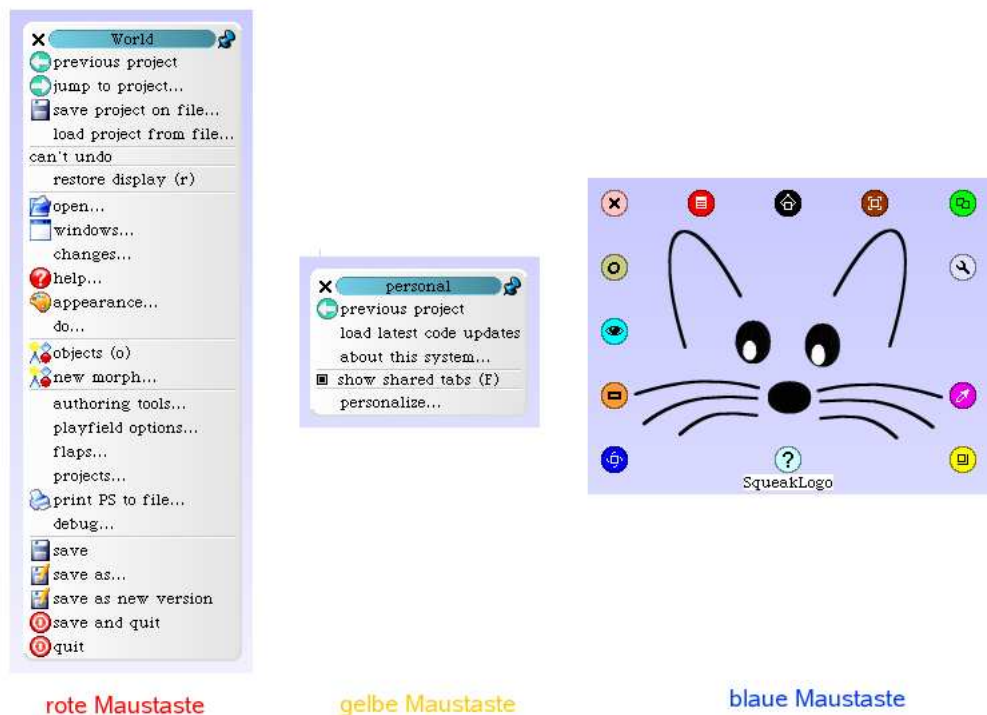 World
previous project
jump to project...
save project on file...
load project from file...
can't undo
restore display (r)
open...
windows...
changes...
help...
appearance...
do...
objects (o)
new morph...
authoring tools...
playfield options...
flaps...
projects...
print PS to file...
debug...
save
save as...
save as new version
save and quit
quit
rote Maustaste
personal
previous project
load latest code updates
about this system...
show shared tabs (F)
personalize...
gelbe Maustaste
?
SqueakLogo
blaue Maustaste